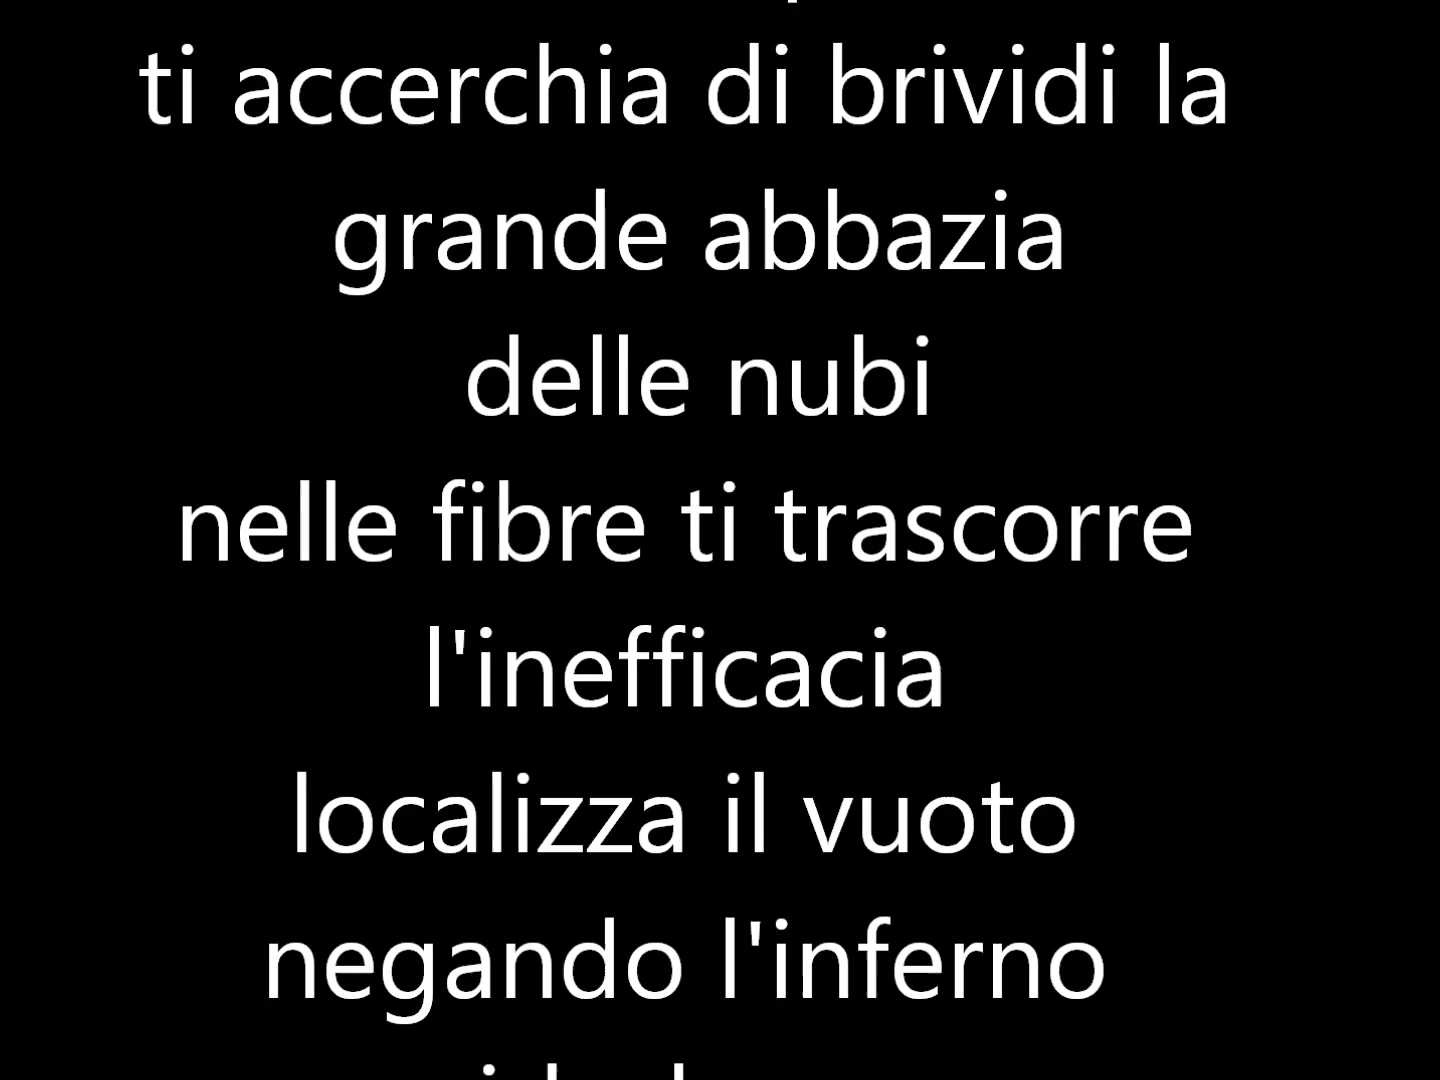 ti accerchia di brividi la
grande abbazia
delle nubi
nelle fibre ti trascorre
l'inefficacia
localizza il vuoto
negando l'inferno